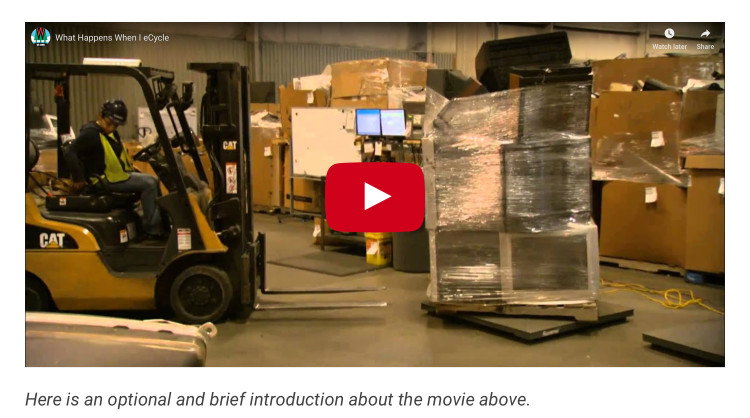 What Happens When I eCycle
Watch later
Share
CAT
CAT
Here is an optional and brief introduction about the movie above.